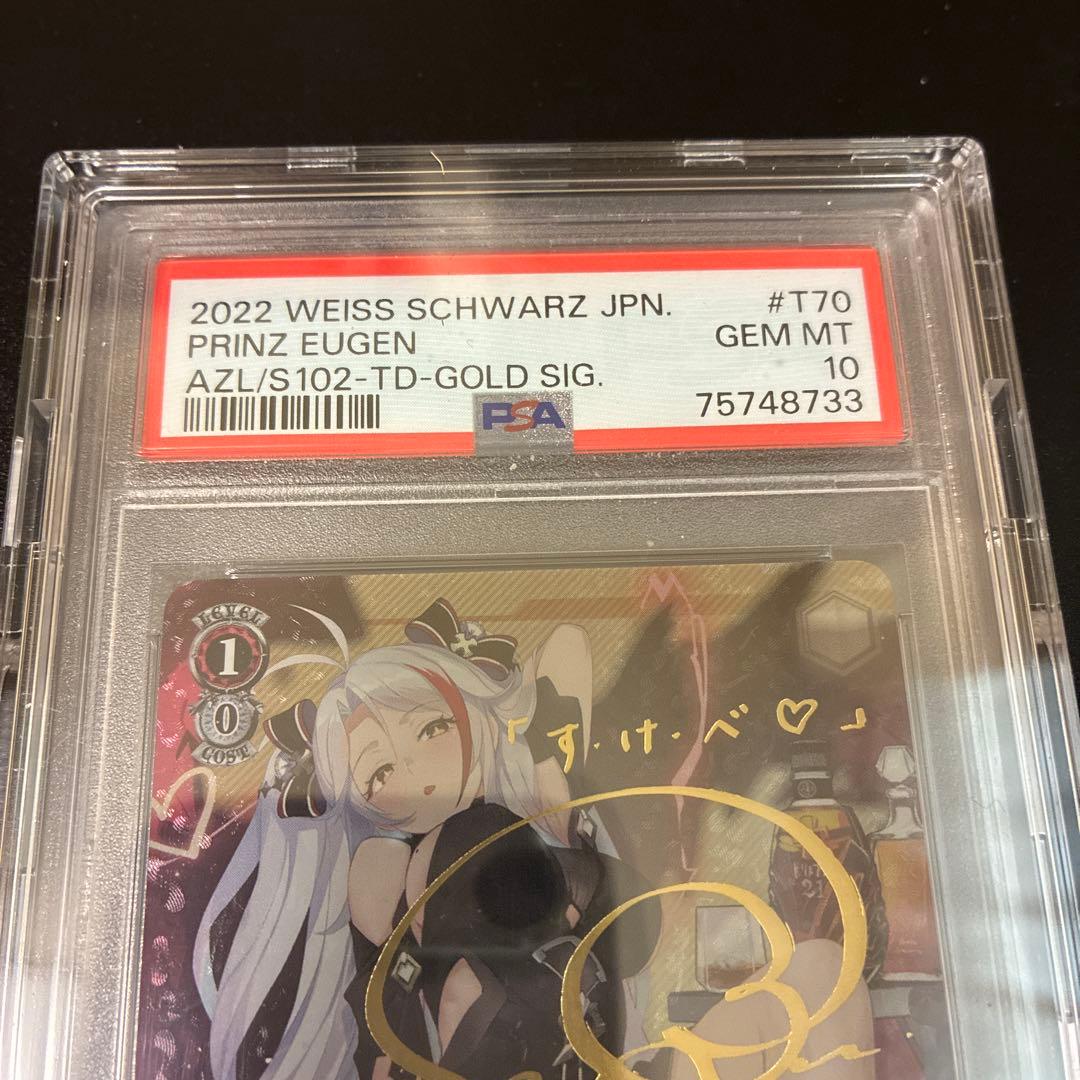 2022 WEISS SCHWARZ JPN. #T70
PRINZ EUGEN GEM MT
AZL/S102-TD-GOLD SIG. 10
PSA 75748733
LEVEL
1
0
COST
「す・け・べ♡」
21